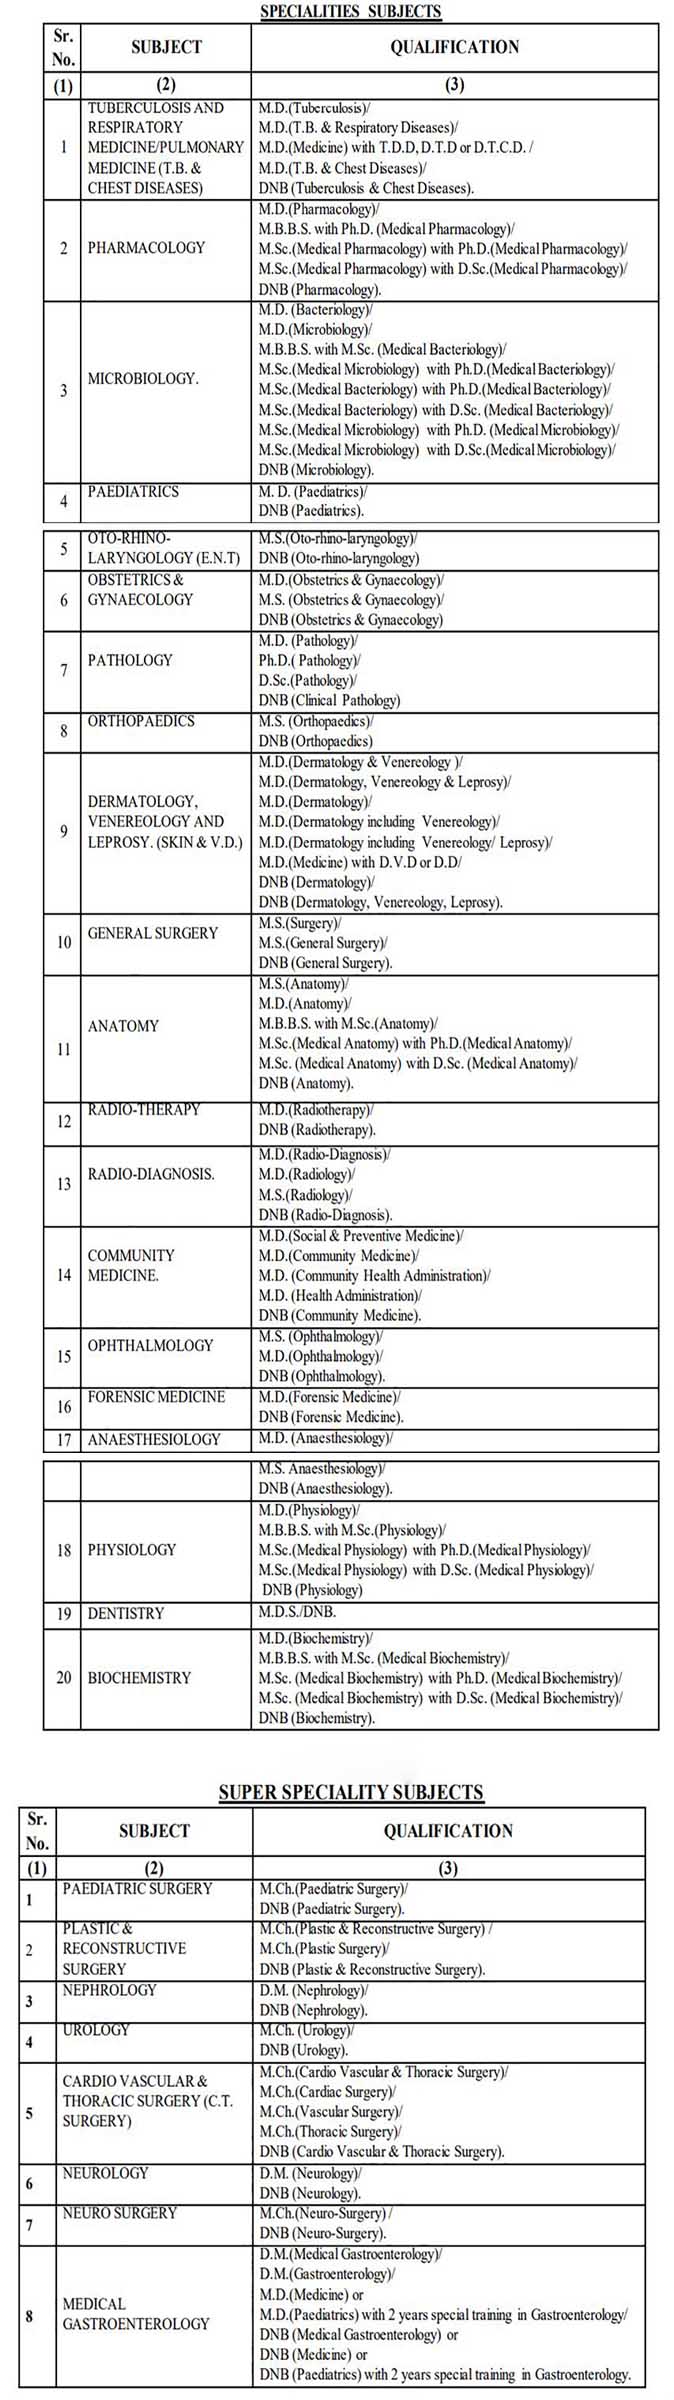 SPECIALITIES SUBJECTS
Sr. No.
SUBJECT
QUALIFICATION
(1)
(2)
(3)
1
TUBERCULOSIS AND
RESPIRATORY
MEDICINE/PULMONARY
MEDICINE (T.B. &
CHEST DISEASES)
M.D.(Tuberculosis)/
M.D.(T.B. & Respiratory Diseases)/
M.D.(Medicine) with T.D.D, D.T.D or D.T.C.D. /
M.D.(T.B. & Chest Diseases)/
DNB (Tuberculosis & Chest Diseases).
2
PHARMACOLOGY
M.D.(Pharmacology)/
M.B.B.S. with Ph.D. (Medical Pharmacology)/
M.Sc.(Medical Pharmacology) with Ph.D.(Medical Pharmacology)/
M.Sc.(Medical Pharmacology) with D.Sc.(Medical Pharmacology)/
DNB (Pharmacology).
3
MICROBIOLOGY.
M.D. (Bacteriology)/
M.D.(Microbiology)/
M.B.B.S. with M.Sc. (Medical Bacteriology)/
M.Sc.(Medical Microbiology) with Ph.D.(Medical Bacteriology)/
M.Sc.(Medical Bacteriology) with Ph.D.(Medical Bacteriology)/
M.Sc.(Medical Bacteriology) with D.Sc. (Medical Bacteriology)/
M.Sc.(Medical Microbiology) with Ph.D. (Medical Microbiology)/
M.Sc.(Medical Microbiology) with D.Sc.(Medical Microbiology)/
DNB (Microbiology).
4
PAEDIATRICS
M. D. (Paediatrics)/
DNB (Paediatrics).
5
OTO-RHINO-
LARYNGOLOGY (E.N.T)
M.S.(Oto-rhino-laryngology)/
DNB (Oto-rhino-laryngology)
6
OBSTETRICS &
GYNAECOLOGY
M.D.(Obstetrics & Gynaecology)/
M.S. (Obstetrics & Gynaecology)/
DNB (Obstetrics & Gynaecology)
7
PATHOLOGY
M.D. (Pathology)/
Ph.D.( Pathology)/
D.Sc.(Pathology)/
DNB (Clinical Pathology)
8
ORTHOPAEDICS
M.S. (Orthopaedics)/
DNB (Orthopaedics)
9
DERMATOLOGY,
VENEREOLOGY AND
LEPROSY. (SKIN & V.D.)
M.D.(Dermatology & Venereology )/
M.D.(Dermatology, Venereology & Leprosy)/
M.D.(Dermatology)/
M.D.(Dermatology including Venereology)/
M.D.(Dermatology including Venereology/ Leprosy)/
M.D.(Medicine) with D.V.D or D.D/
DNB (Dermatology)/
DNB (Dermatology, Venereology, Leprosy).
10
GENERAL SURGERY
M.S.(Surgery)/
M.S.(General Surgery)/
DNB (General Surgery).
11
ANATOMY
M.S.(Anatomy)/
M.D.(Anatomy)/
M.B.B.S. with M.Sc.(Anatomy)/
M.Sc.(Medical Anatomy) with Ph.D.(Medical Anatomy)/
M.Sc. (Medical Anatomy) with D.Sc. (Medical Anatomy)/
DNB (Anatomy).
12
RADIO-THERAPY
M.D.(Radiotherapy)/
DNB (Radiotherapy).
13
RADIO-DIAGNOSIS.
M.D.(Radio-Diagnosis)/
M.D.(Radiology)/
M.S.(Radiology)/
DNB (Radio-Diagnosis).
14
COMMUNITY
MEDICINE.
M.D.(Social & Preventive Medicine)/
M.D.(Community Medicine)/
M.D. (Community Health Administration)/
M.D. (Health Administration)/
DNB (Community Medicine).
15
OPHTHALMOLOGY
M.S. (Ophthalmology)/
M.D.(Ophthalmology)/
DNB (Ophthalmology).
16
FORENSIC MEDICINE
M.D.(Forensic Medicine)/
DNB (Forensic Medicine).
17
ANAESTHESIOLOGY
M.D. (Anaesthesiology)/
M.S. Anaesthesiology)/
DNB (Anaesthesiology).
18
PHYSIOLOGY
M.D.(Physiology)/
M.B.B.S. with M.Sc.(Physiology)/
M.Sc.(Medical Physiology) with Ph.D.(Medical Physiology)/
M.Sc.(Medical Physiology) with D.Sc. (Medical Physiology)/
DNB (Physiology)
19
DENTISTRY
M.D.S./DNB.
20
BIOCHEMISTRY
M.D.(Biochemistry)/
M.B.B.S. with M.Sc. (Medical Biochemistry)/
M.Sc. (Medical Biochemistry) with Ph.D. (Medical Biochemistry)/
M.Sc. (Medical Biochemistry) with D.Sc. (Medical Biochemistry)/
DNB (Biochemistry).
SUPER SPECIALITY SUBJECTS
Sr. No.
SUBJECT
QUALIFICATION
(1)
(2)
(3)
1
PAEDIATRIC SURGERY
M.Ch.(Paediatric Surgery)/
DNB (Paediatric Surgery).
2
PLASTIC &
RECONSTRUCTIVE
SURGERY
M.Ch.(Plastic & Reconstructive Surgery) /
M.Ch.(Plastic Surgery)/
DNB (Plastic & Reconstructive Surgery).
3
NEPHROLOGY
D.M. (Nephrology)/
DNB (Nephrology).
4
UROLOGY
M.Ch. (Urology)/
DNB (Urology).
5
CARDIO VASCULAR &
THORACIC SURGERY (C.T.
SURGERY)
M.Ch.(Cardio Vascular & Thoracic Surgery)/
M.Ch.(Cardiac Surgery)/
M.Ch.(Vascular Surgery)/
M.Ch.(Thoracic Surgery)/
DNB (Cardio Vascular & Thoracic Surgery).
6
NEUROLOGY
D.M. (Neurology)/
DNB (Neurology).
7
NEURO SURGERY
M.Ch.(Neuro-Surgery) /
DNB (Neuro-Surgery).
8
MEDICAL
GASTROENTEROLOGY
D.M.(Medical Gastroenterology)/
D.M.(Gastroenterology)/
M.D.(Medicine) or
M.D.(Paediatrics) with 2 years special training in Gastroenterology/
DNB (Medical Gastroenterology) or
DNB (Medicine) or
DNB (Paediatrics) with 2 years special training in Gastroenterology.